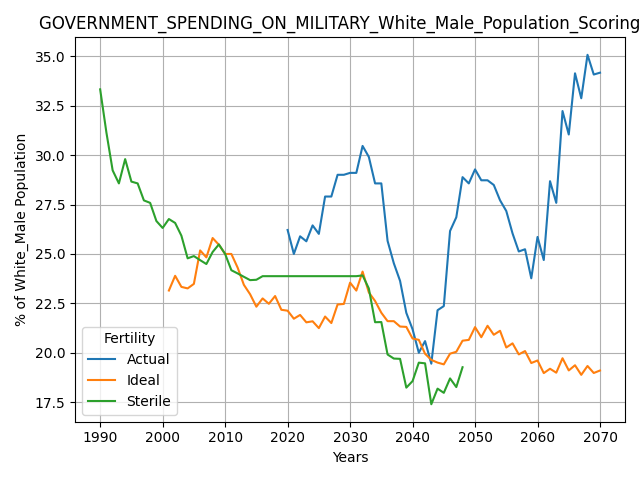 GOVERNMENT_SPENDING_ON_MILITARY_White_Male_Population_Scoring
% of White_Male Population
35.0
32.5
30.0
27.5
25.0
22.5
20.0
17.5
Fertility
Actual
Ideal
Sterile
1990 2000 2010 2020 2030 2040 2050 2060 2070
Years